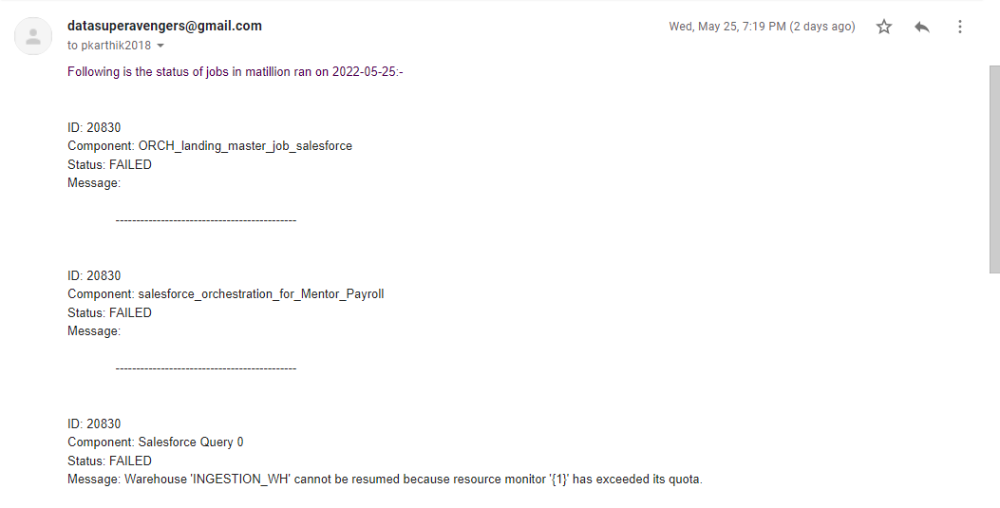 datasuperavengers@gmail.com
Wed, May 25, 7:19 PM (2 days ago)
to pkarthik2018
Following is the status of jobs in matillion ran on 2022-05-25:-
ID: 20830
Component: ORCH_landing_master_job_salesforce
Status: FAILED
Message:
--------------------------------------------
ID: 20830
Component: salesforce_orchestration_for_Mentor_Payroll
Status: FAILED
Message:
--------------------------------------------
ID: 20830
Component: Salesforce Query 0
Status: FAILED
Message: Warehouse 'INGESTION_WH' cannot be resumed because resource monitor '{1}' has exceeded its quota.